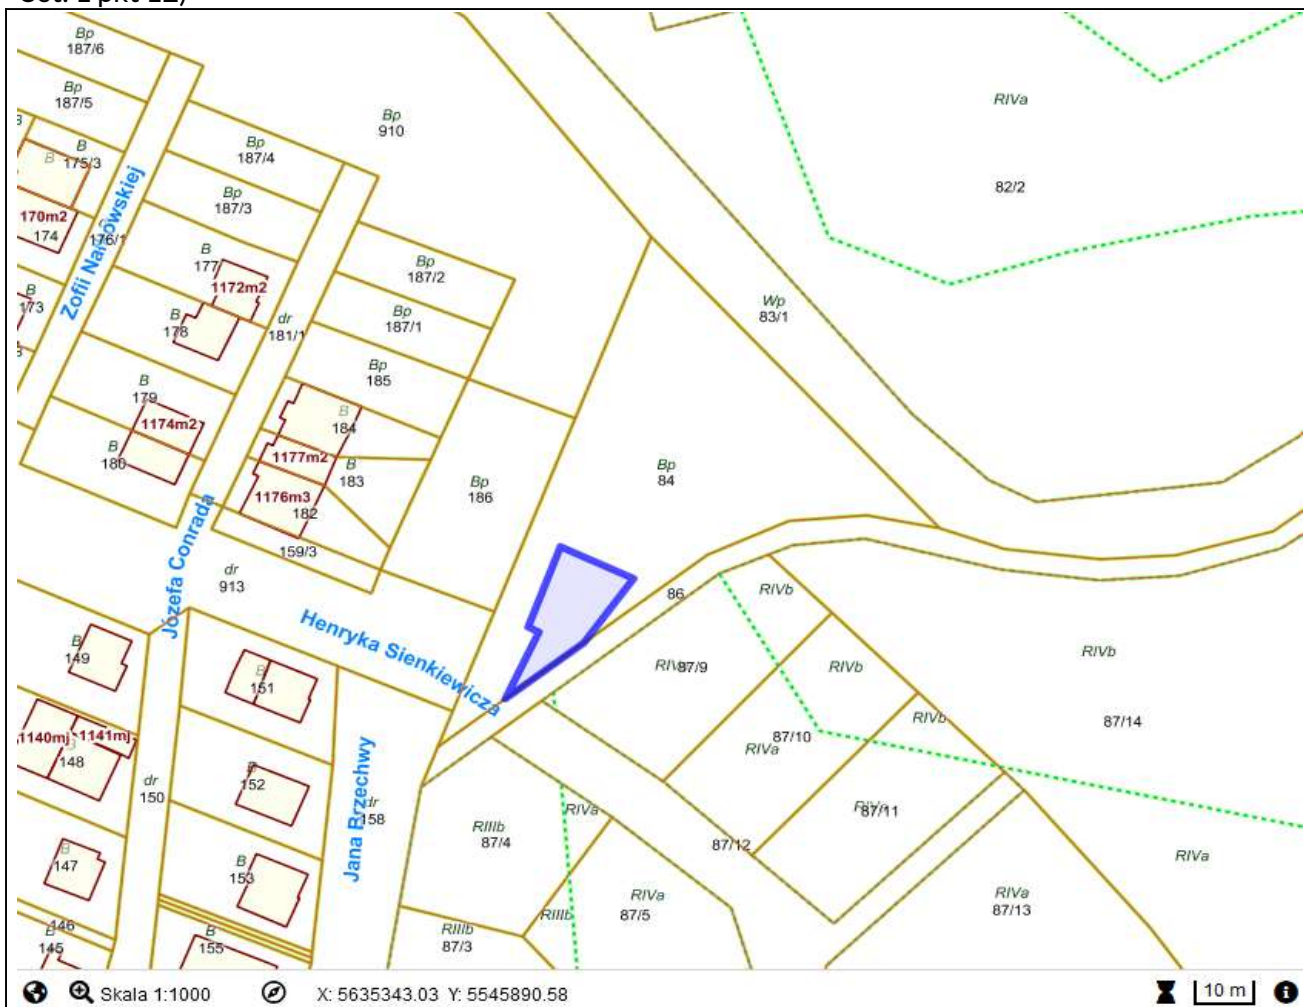 Bp
187/6
Bp
187/5
Bp
910
RIVa
82/2
B
B
175/3
Bp
187/4
Bp
187/3
170m2
174
176/1
Zofii Nałkowskiej
B
177
1172m2
B
173
B
178
dr
181/1
Bp
187/2
Bp
187/1
Wp
83/1
Bp
185
B
179
1174m2
B
180
B
184
1177m2
B
183
1176m3
182
159/3
Bp
186
Bp
84
Józefa Conrada
dr
913
Henryka Sienkiewicza
86
RIVb
87/9
RIVb
RIVb
RIVb
87/14
B
149
B
151
1140mj
1141mj
B
148
dr
150
B
152
Jana Brzechwy
dr
158
87/10
RIVa
87/11
RIIIb
87/4
RIVa
87/12
RIVa
B
147
B
153
RIVa
87/5
RIIIb
RIVa
87/13
146
B
145
B
155
RIIIb
87/3
Skala 1:1000
X: 5635343.03 Y: 5545890.58
10 m